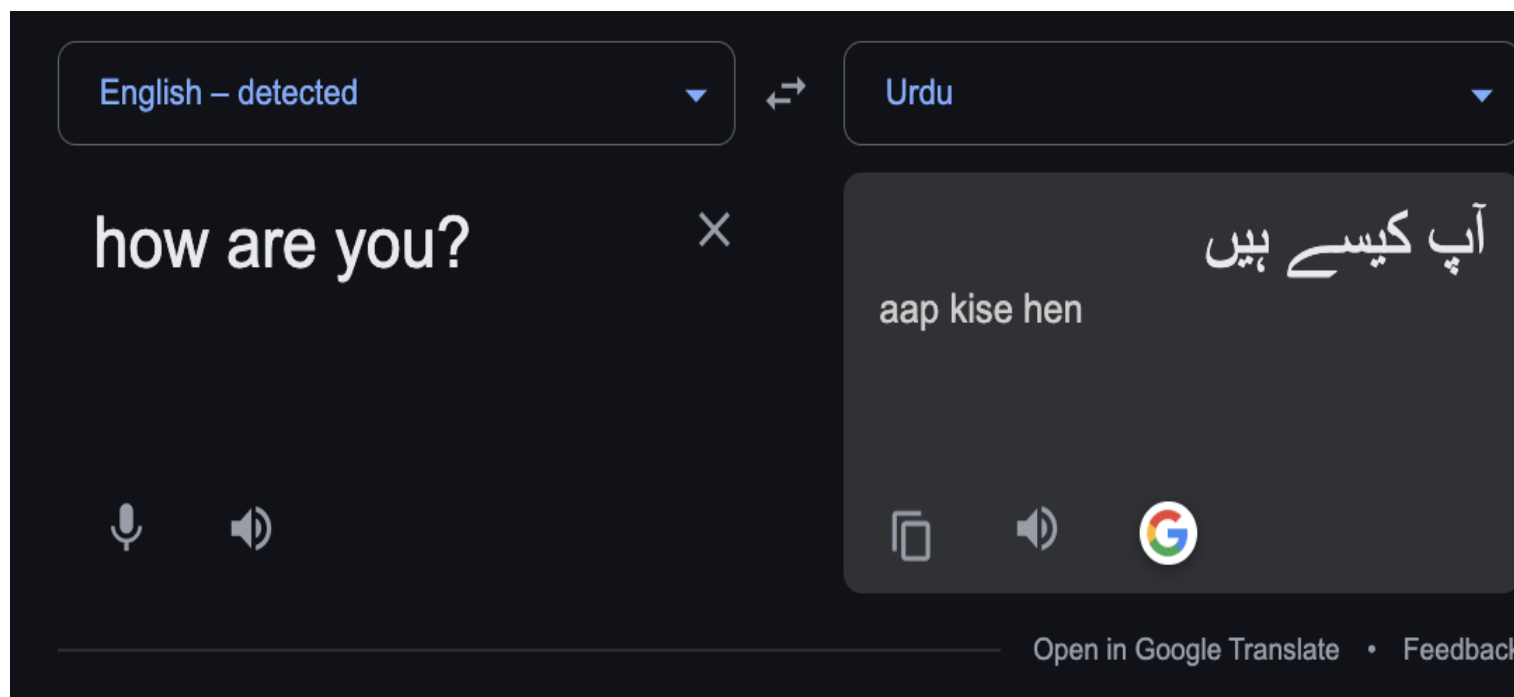 English – detected
Urdu
how are you?
آپ کیسے ہیں
aap kise hen
Open in Google Translate • Feedback